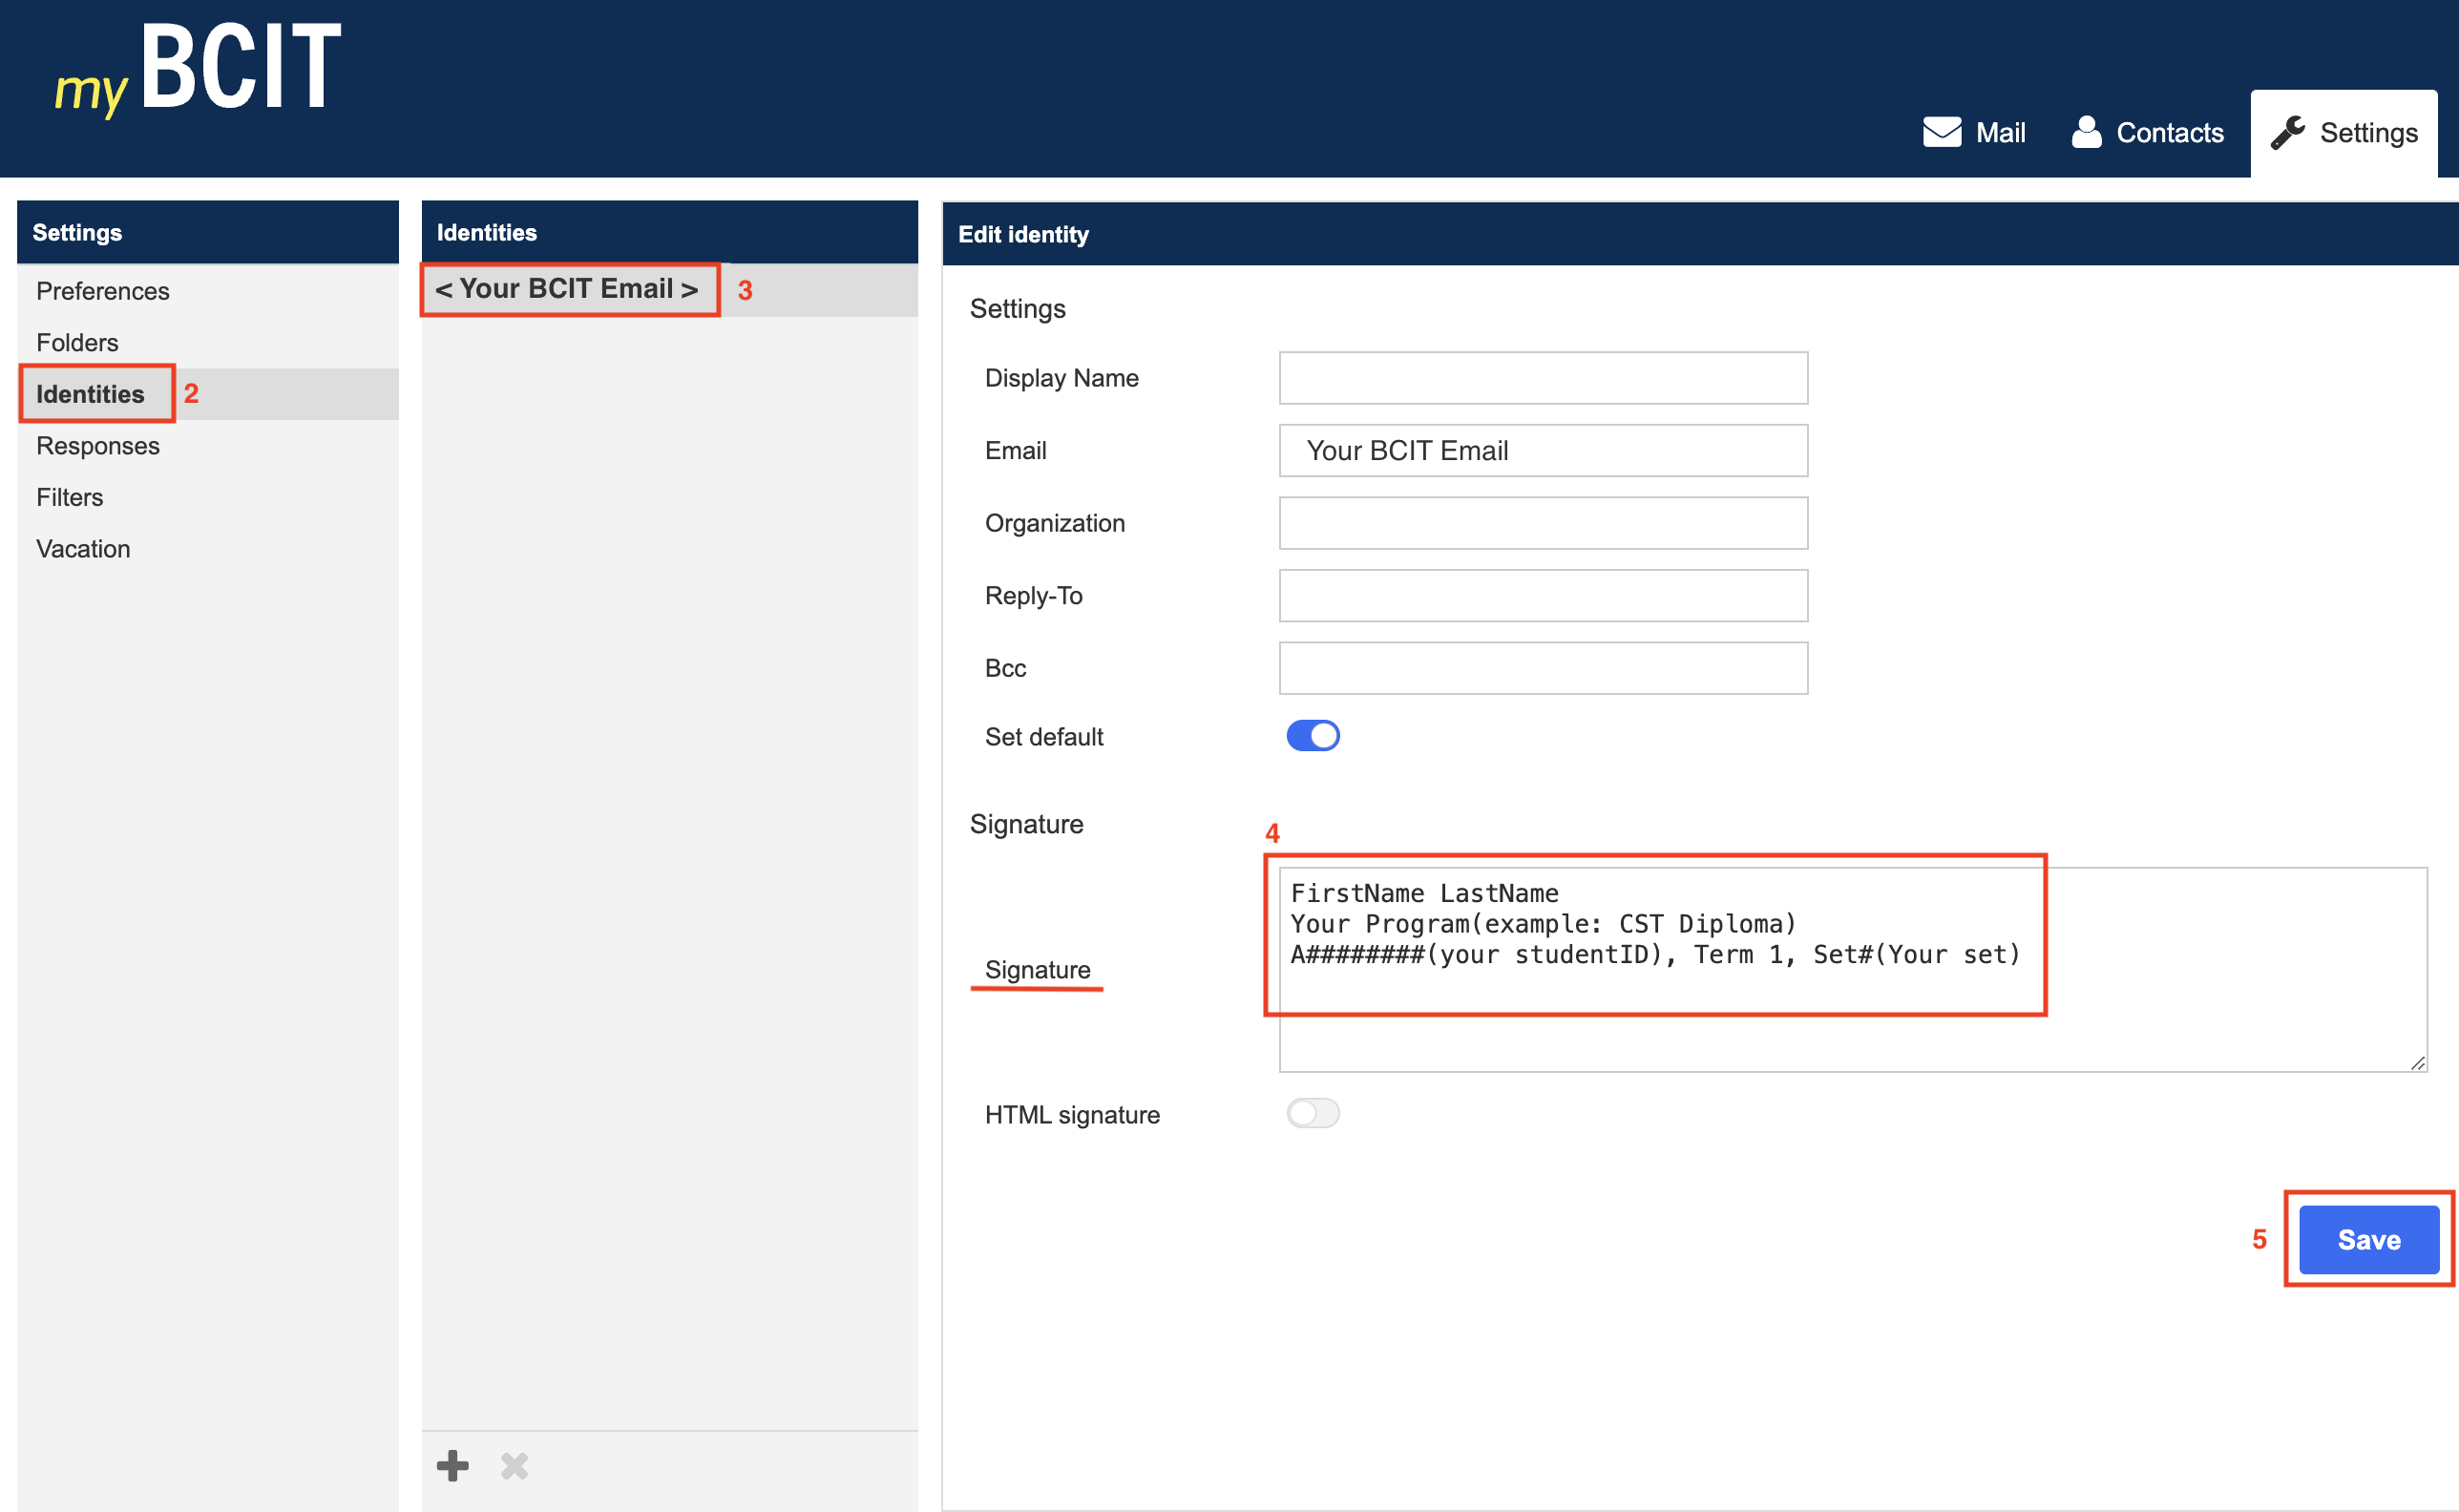 my BCIT
Mail
Contacts
Settings
Settings
Preferences
Folders
Identities 2
Responses
Filters
Vacation
Identities
< Your BCIT Email > 3
Edit identity
Settings
Display Name
Email Your BCIT Email
Organization
Reply-To
Bcc
Set default
Signature
4
Signature
FirstName LastName
Your Program(example: CST Diploma)
A########(your studentID), Term 1, Set#(Your set)
HTML signature
5 Save